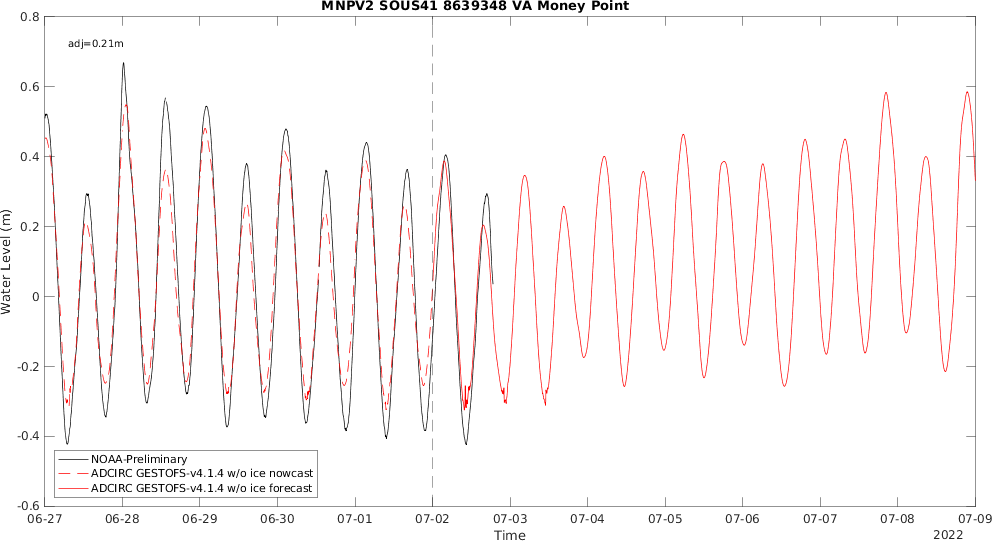 MNPV2 SOUS41 8639348 VA Money Point
adj=0.21m
0.8
0.6
0.4
0.2
0
-0.2
-0.4
-0.6
Water Level (m)
NOAA-Preliminary
ADCIRC GESTOFS-v4.1.4 w/o ice nowcast
ADCIRC GESTOFS-v4.1.4 w/o ice forecast
06-27 06-28 06-29 06-30 07-01 07-02 07-03 07-04 07-05 07-06 07-07 07-08 07-09
Time
2022